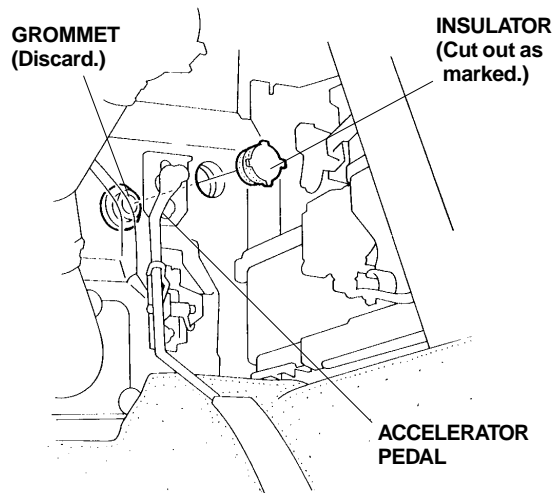 GROMMET
(Discard.)
INSULATOR
(Cut out as
marked.)
ACCELERATOR
PEDAL